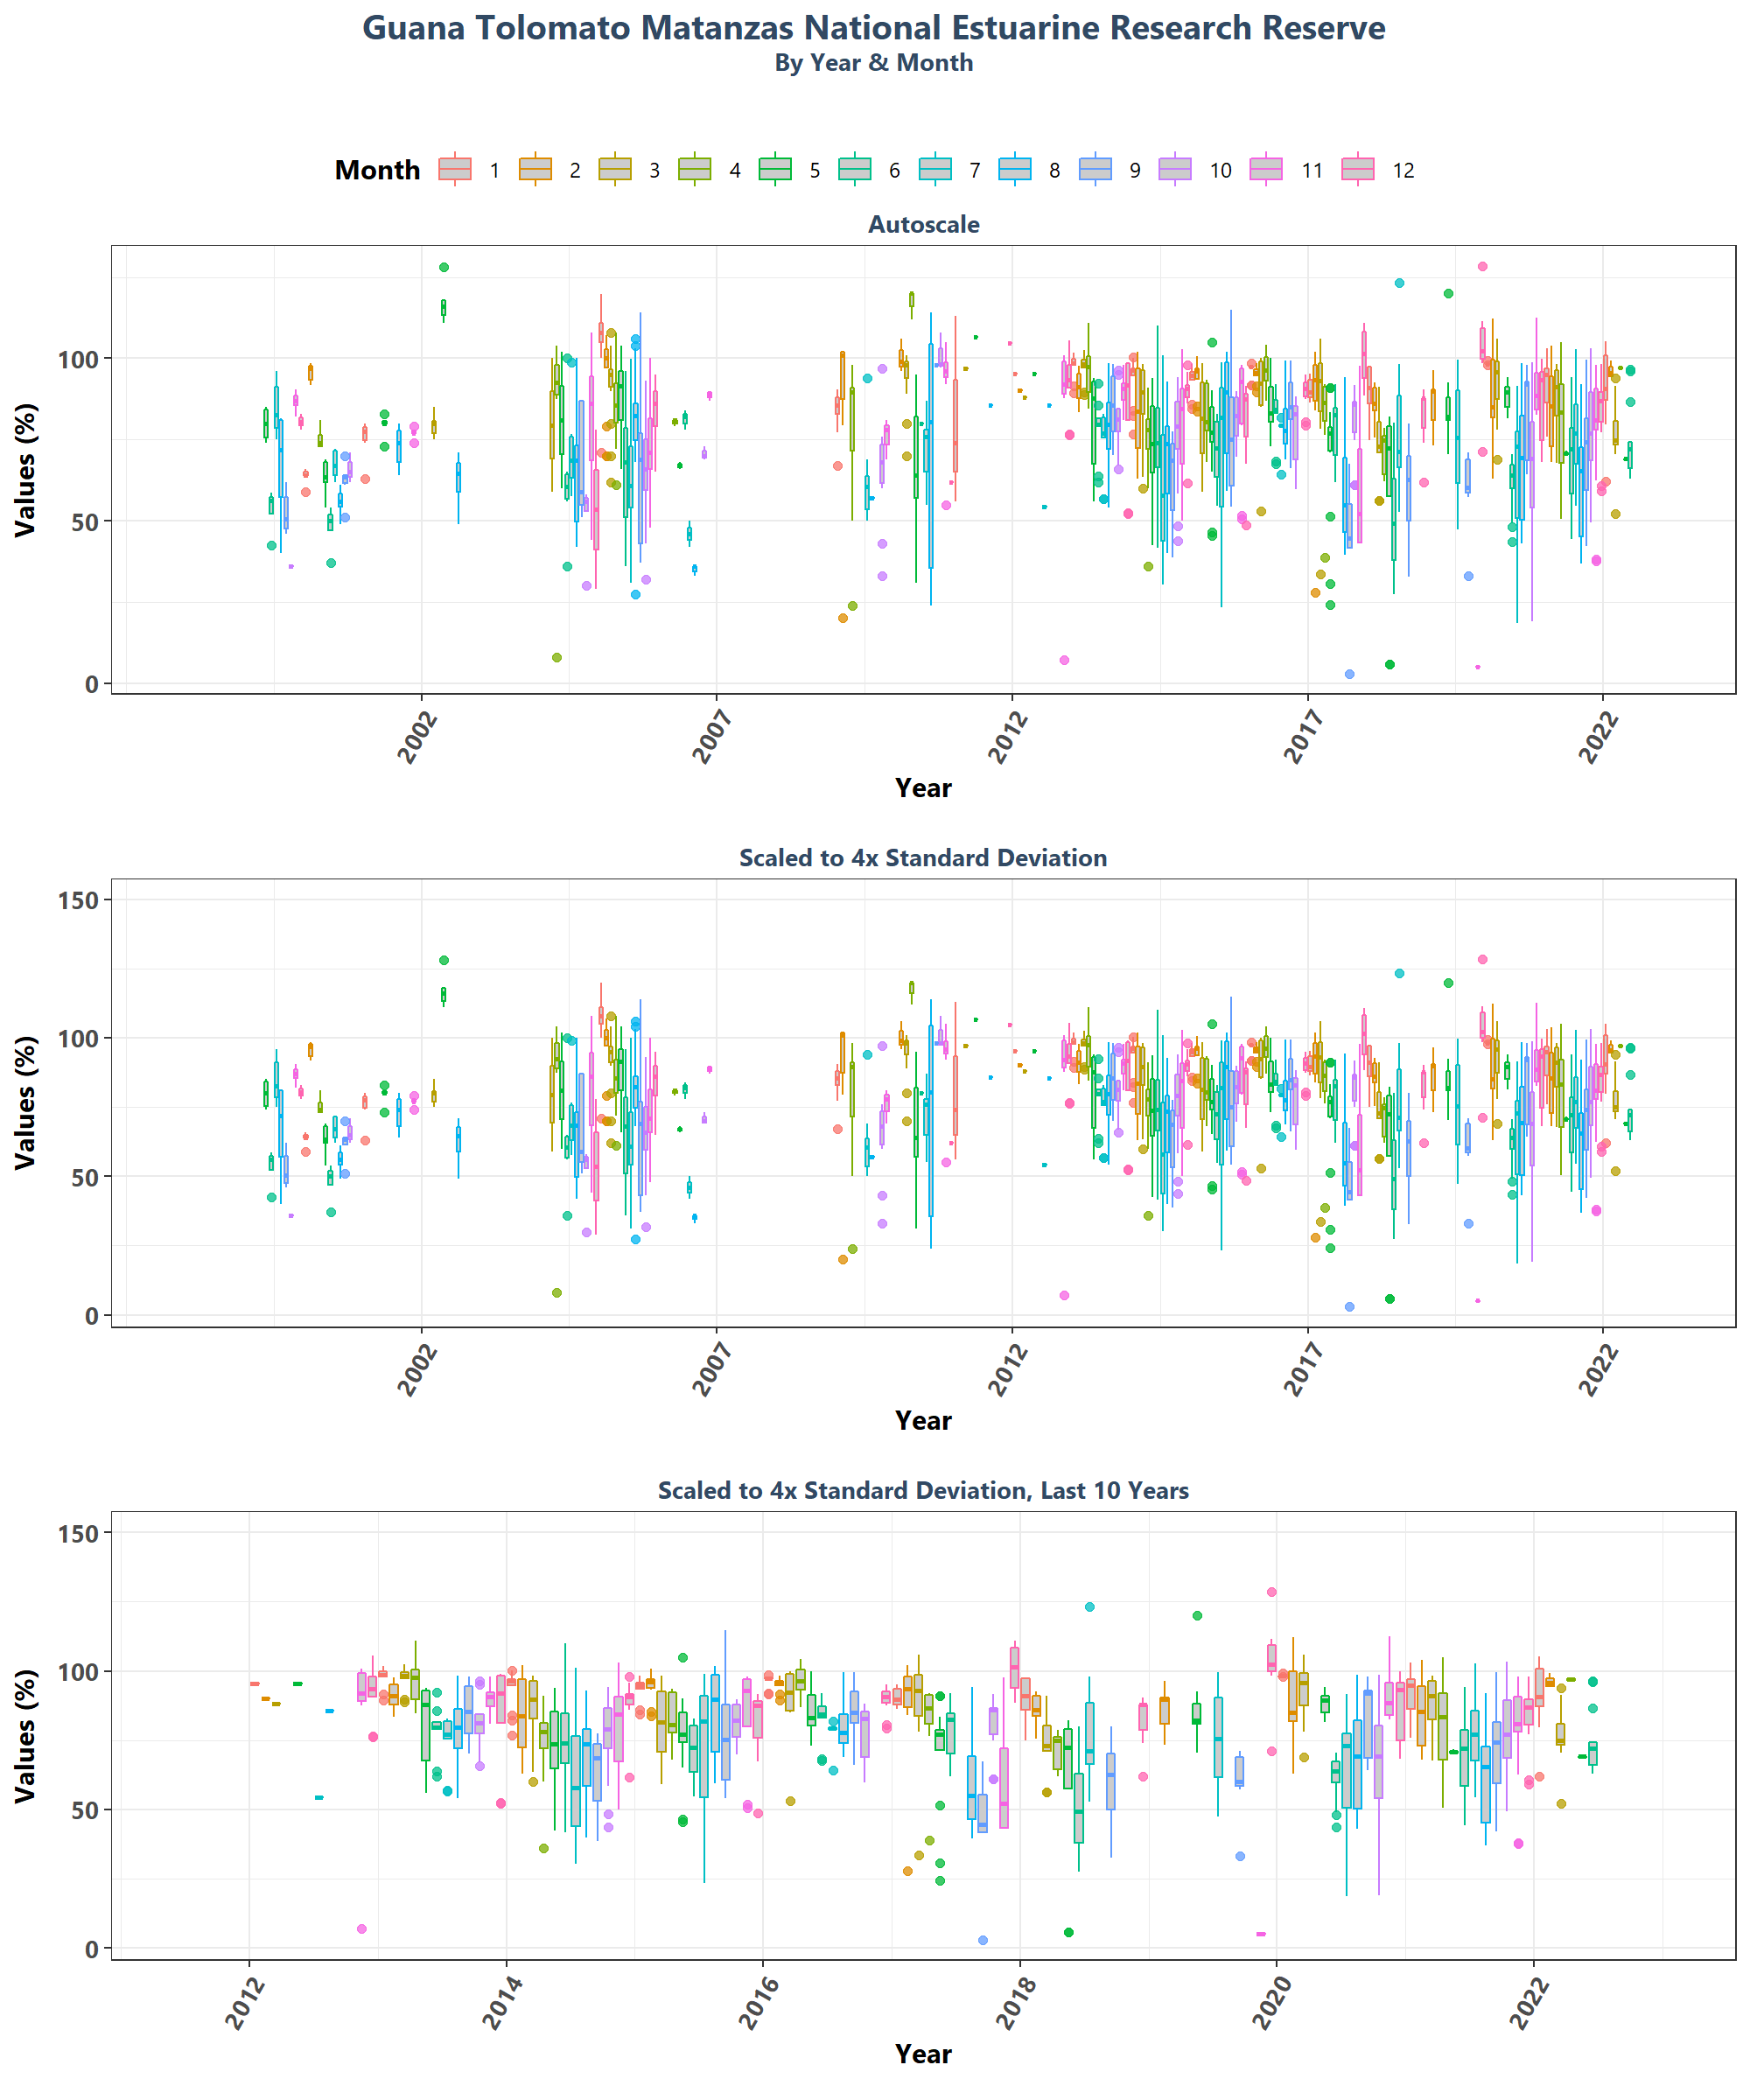 Guana Tolomato Matanzas National Estuarine Research Reserve
By Year & Month
Month 1 2 3 4 5 6 7 8 9 10 11 12
Autoscale
Values (%)
100
50
0
2002 2007 2012 2017 2022
Year
Scaled to 4x Standard Deviation
Values (%)
150
100
50
0
2002 2007 2012 2017 2022
Year
Scaled to 4x Standard Deviation, Last 10 Years
Values (%)
150
100
50
0
2012 2014 2016 2018 2020 2022
Year